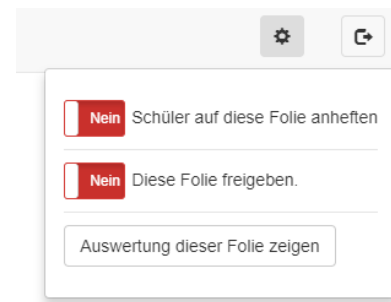 Nein Schüler auf diese Folie anheften
Nein Diese Folie freigeben.
Auswertung dieser Folie zeigen